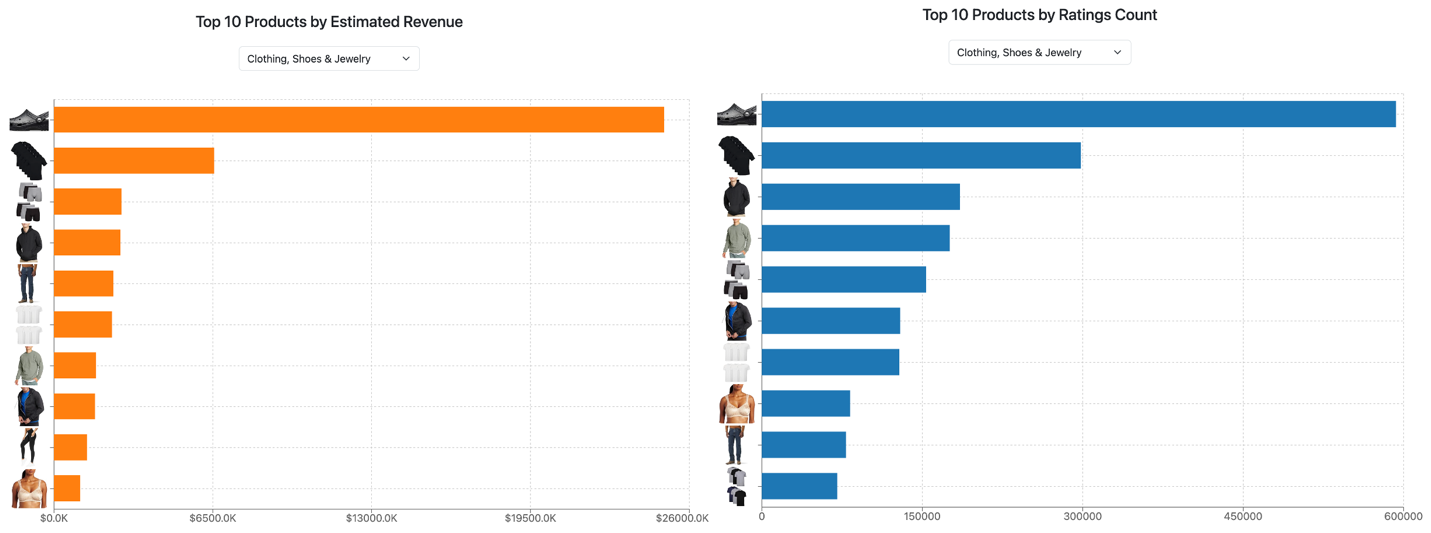 Top 10 Products by Estimated Revenue
Clothing, Shoes & Jewelry
$0.0K
$6500.0K
$13000.0K
$19500.0K
$26000.0K
Top 10 Products by Ratings Count
Clothing, Shoes & Jewelry
0
150000
300000
450000
600000